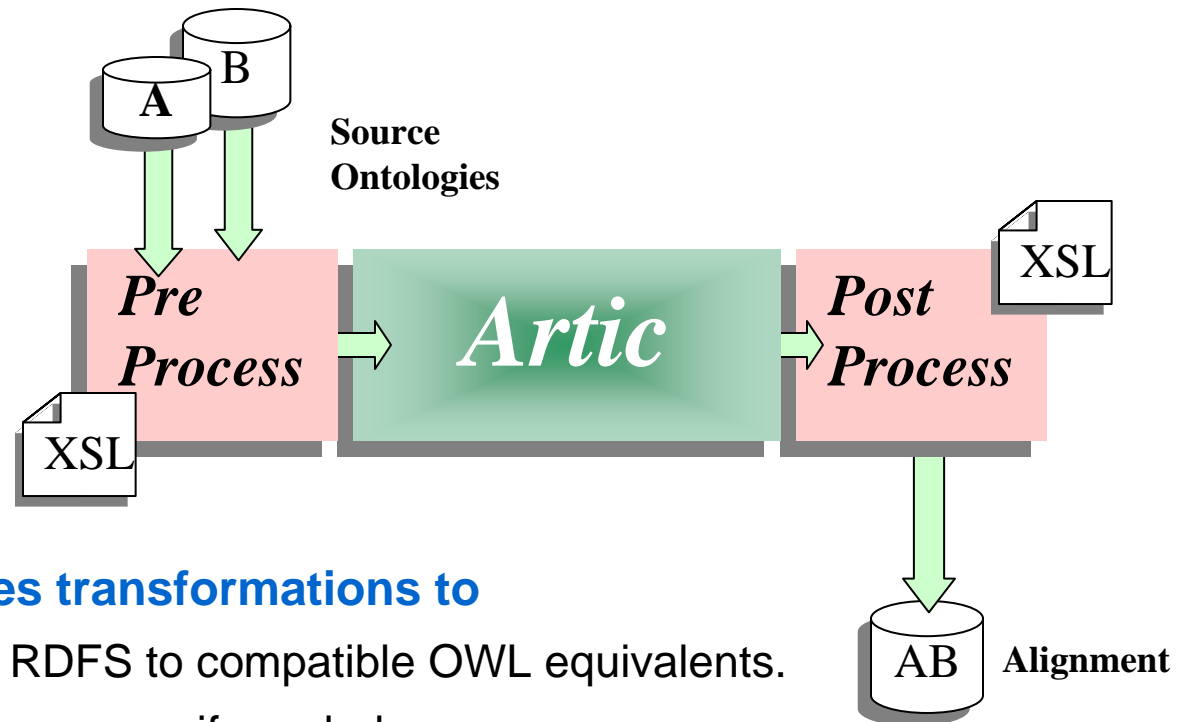 B
A
Source
Ontologies
XSL
Pre
Process
Artic
Post
Process
XSL
es transformations to
RDFS to compatible OWL equivalents.
AB
Alignment